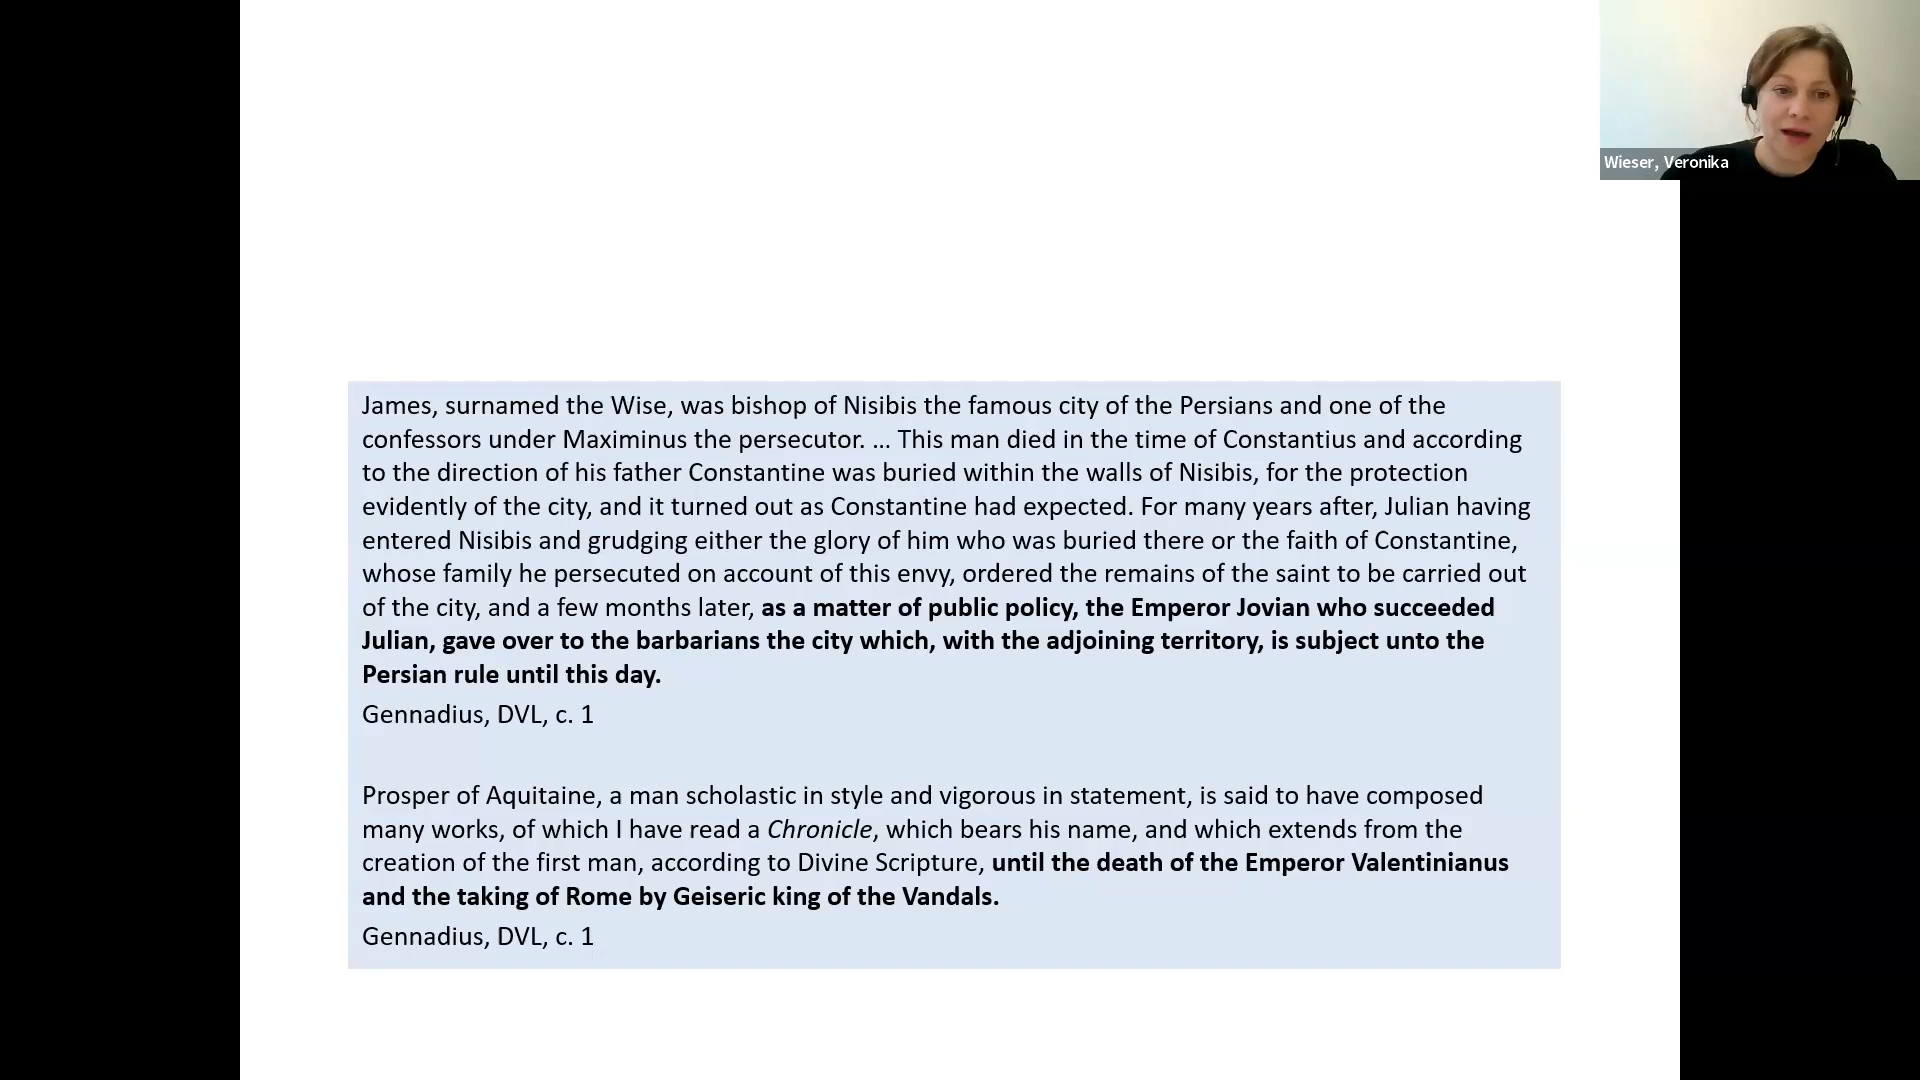 Wieser, Veronika
James, surnamed the Wise, was bishop of Nisibis the famous city of the Persians and one of the
confessors under Maximinus the persecutor. ... This man died in the time of Constantius and according
to the direction of his father Constantine was buried within the walls of Nisibis, for the protection
evidently of the city, and it turned out as Constantine had expected. For many years after, Julian having
entered Nisibis and grudging either the glory of him who was buried there or the faith of Constantine,
whose family he persecuted on account of this envy, ordered the remains of the saint to be carried out
of the city, and a few months later, as a matter of public policy, the Emperor Jovian who succeeded
Julian, gave over to the barbarians the city which, with the adjoining territory, is subject unto the
Persian rule until this day.
Gennadius, DVL, c. 1
Prosper of Aquitaine, a man scholastic in style and vigorous in statement, is said to have composed
many works, of which I have read a Chronicle, which bears his name, and which extends from the
creation of the first man, according to Divine Scripture, until the death of the Emperor Valentinianus
and the taking of Rome by Geiseric king of the Vandals.
Gennadius, DVL, c. 1